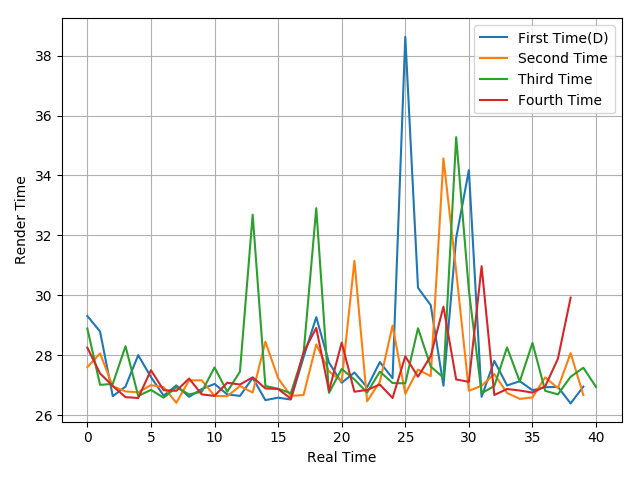 First Time(D)
Second Time
Third Time
Fourth Time
38
36
34
32
30
28
26
Render Time
0 5 10 15 20 25 30 35 40
Real Time